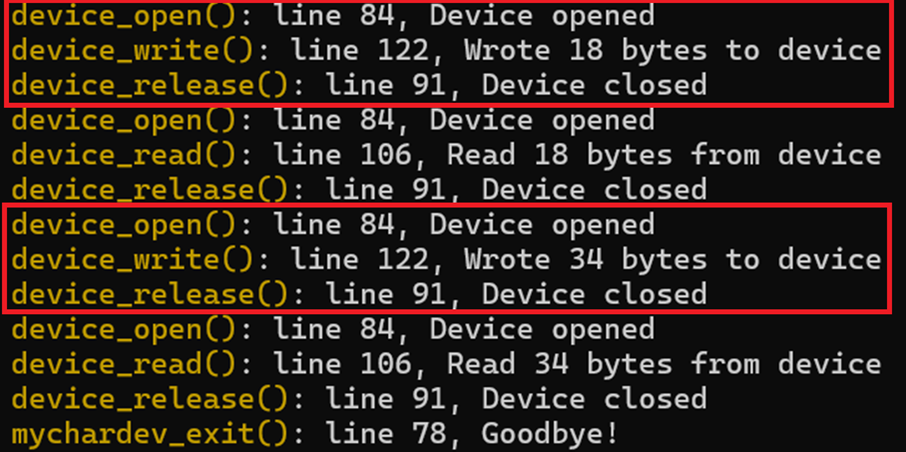 device_open(): line 84, Device opened
device_write(): line 122, Wrote 18 bytes to device
device_release(): line 91, Device closed
device_open(): line 84, Device opened
device_read(): line 106, Read 18 bytes from device
device_release(): line 91, Device closed
device_open(): line 84, Device opened
device_write(): line 122, Wrote 34 bytes to device
device_release(): line 91, Device closed
device_open(): line 84, Device opened
device_read(): line 106, Read 34 bytes from device
device_release(): line 91, Device closed
mychardev_exit(): line 78, Goodbye!